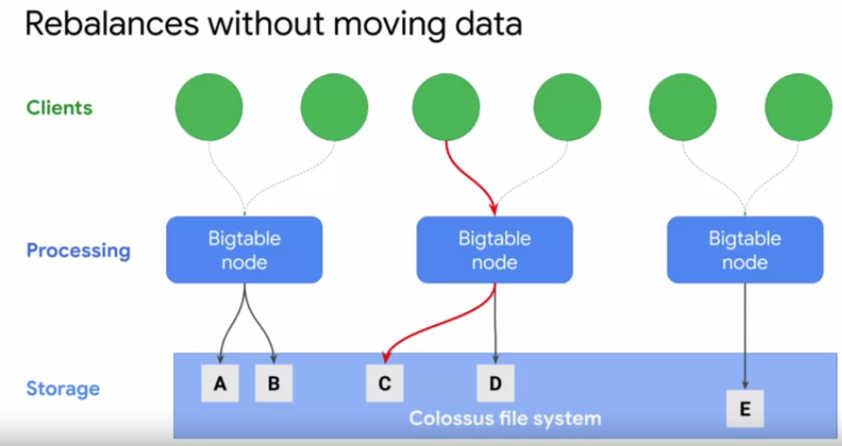 Rebalances without moving data
Clients
Processing
Bigtable
node
Bigtable
node
Bigtable
node
Storage
A
B
C
D
E
Colossus file system